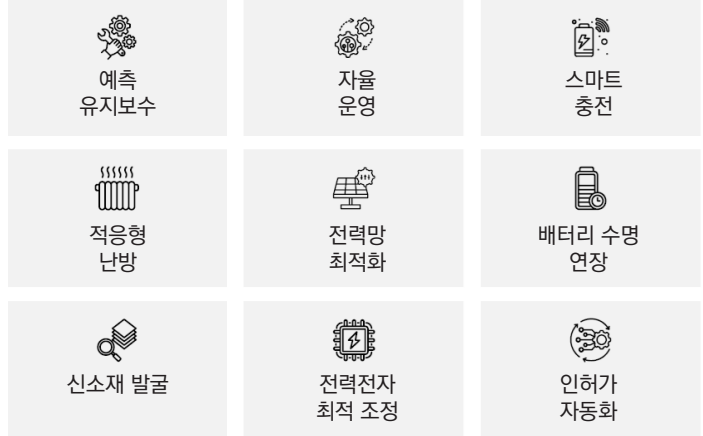 예측
유지보수
자율
운영
스마트
충전
적응형
난방
전력망
최적화
배터리 수명
연장
신소재 발굴
전력전자
최적 조정
인허가
자동화